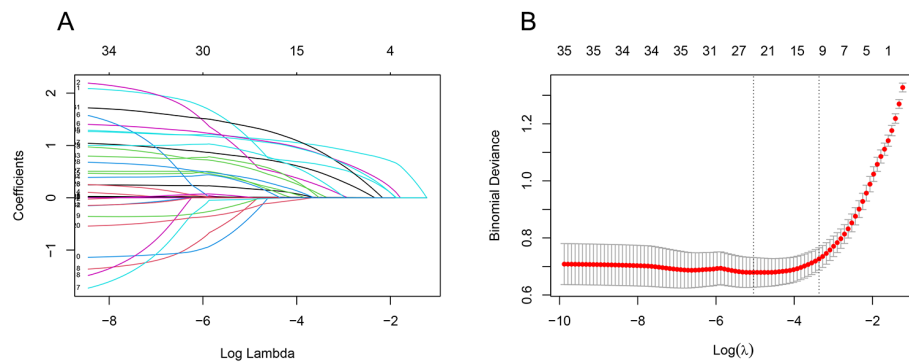 A
34 30 15 4
Coefficients
2
1
0
−1
−8 −6 −4 −2
Log Lambda
B
35 35 34 34 35 31 27 21 15 9 7 5 1
Binomial Deviance
1.2
1.0
0.8
0.6
−10 −8 −6 −4 −2
Log(λ)